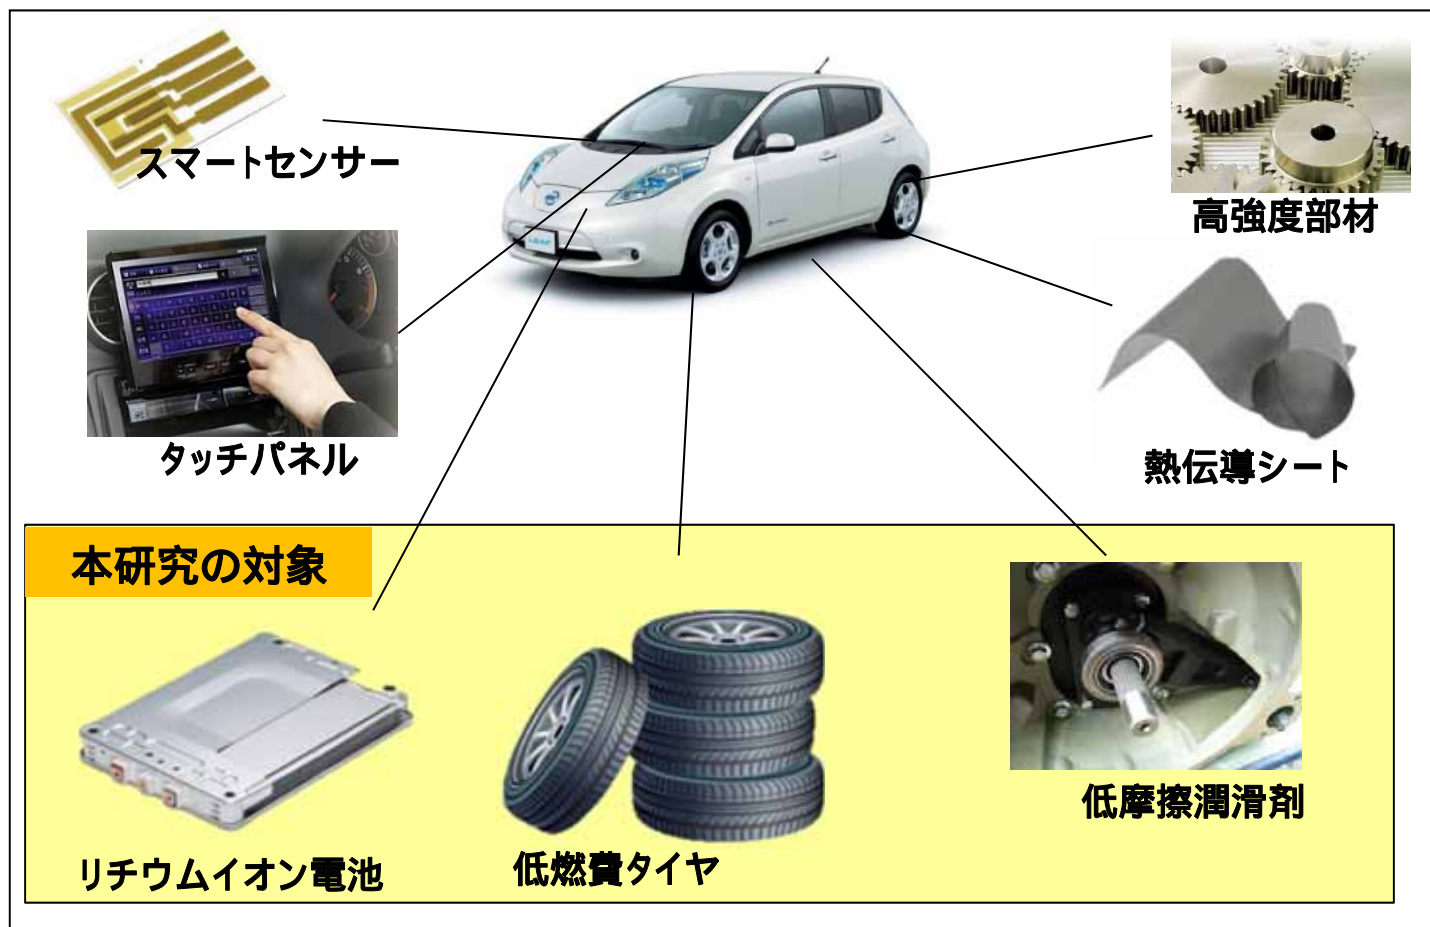 スマートセンサー
高強度部材
LEAF
タッチパネル
熱伝導シート
本研究の対象
低摩擦潤滑剤
リチウムイオン電池
低燃費タイヤ